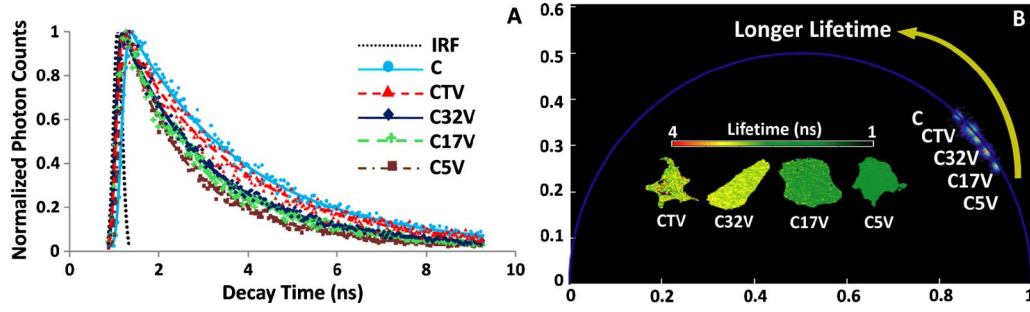 A
Normalized Photon Counts
1
0.8
0.6
0.4
0.2
0
0 2 4 6 8 10
Decay Time (ns)
IRF
C
CTV
C32V
C17V
C5V
B
Longer Lifetime
0.6
0.5
0.4
0.3
0.2
0.1
0
0 0.2 0.4 0.6 0.8 1
C
CTV
C32V
C17V
C5V
4 Lifetime (ns) 1
CTV C32V C17V C5V